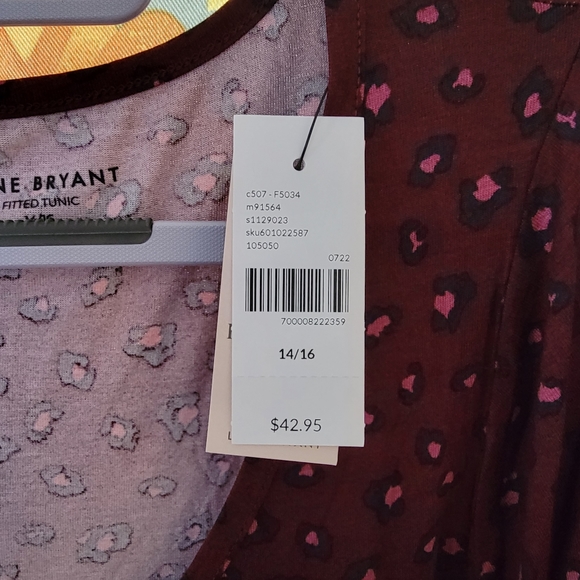 NE BRYANT
FITTED TUNIC
c507 - F5034
m91564
s1129023
sku601022587
105050
0722
700008222359
14/16
$42.95